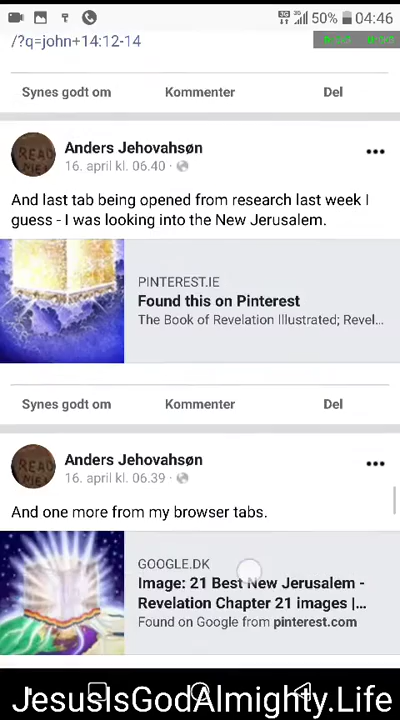 50% 04:46
/?q=john+14:12-14
Synes godt om Kommenter Del
READ
ME!
Anders Jehovahsøn
16. april kl. 06.40 ·
And last tab being opened from research last week I
guess - I was looking into the New Jerusalem.
PINTEREST.IE
Found this on Pinterest
The Book of Revelation Illustrated; Revel...
Synes godt om Kommenter Del
READ
ME!
Anders Jehovahsøn
16. april kl. 06.39 ·
And one more from my browser tabs.
GOOGLE.DK
Image: 21 Best New Jerusalem -
Revelation Chapter 21 images |...
Found on Google from pinterest.com
JesusIsGodAlmighty.Life